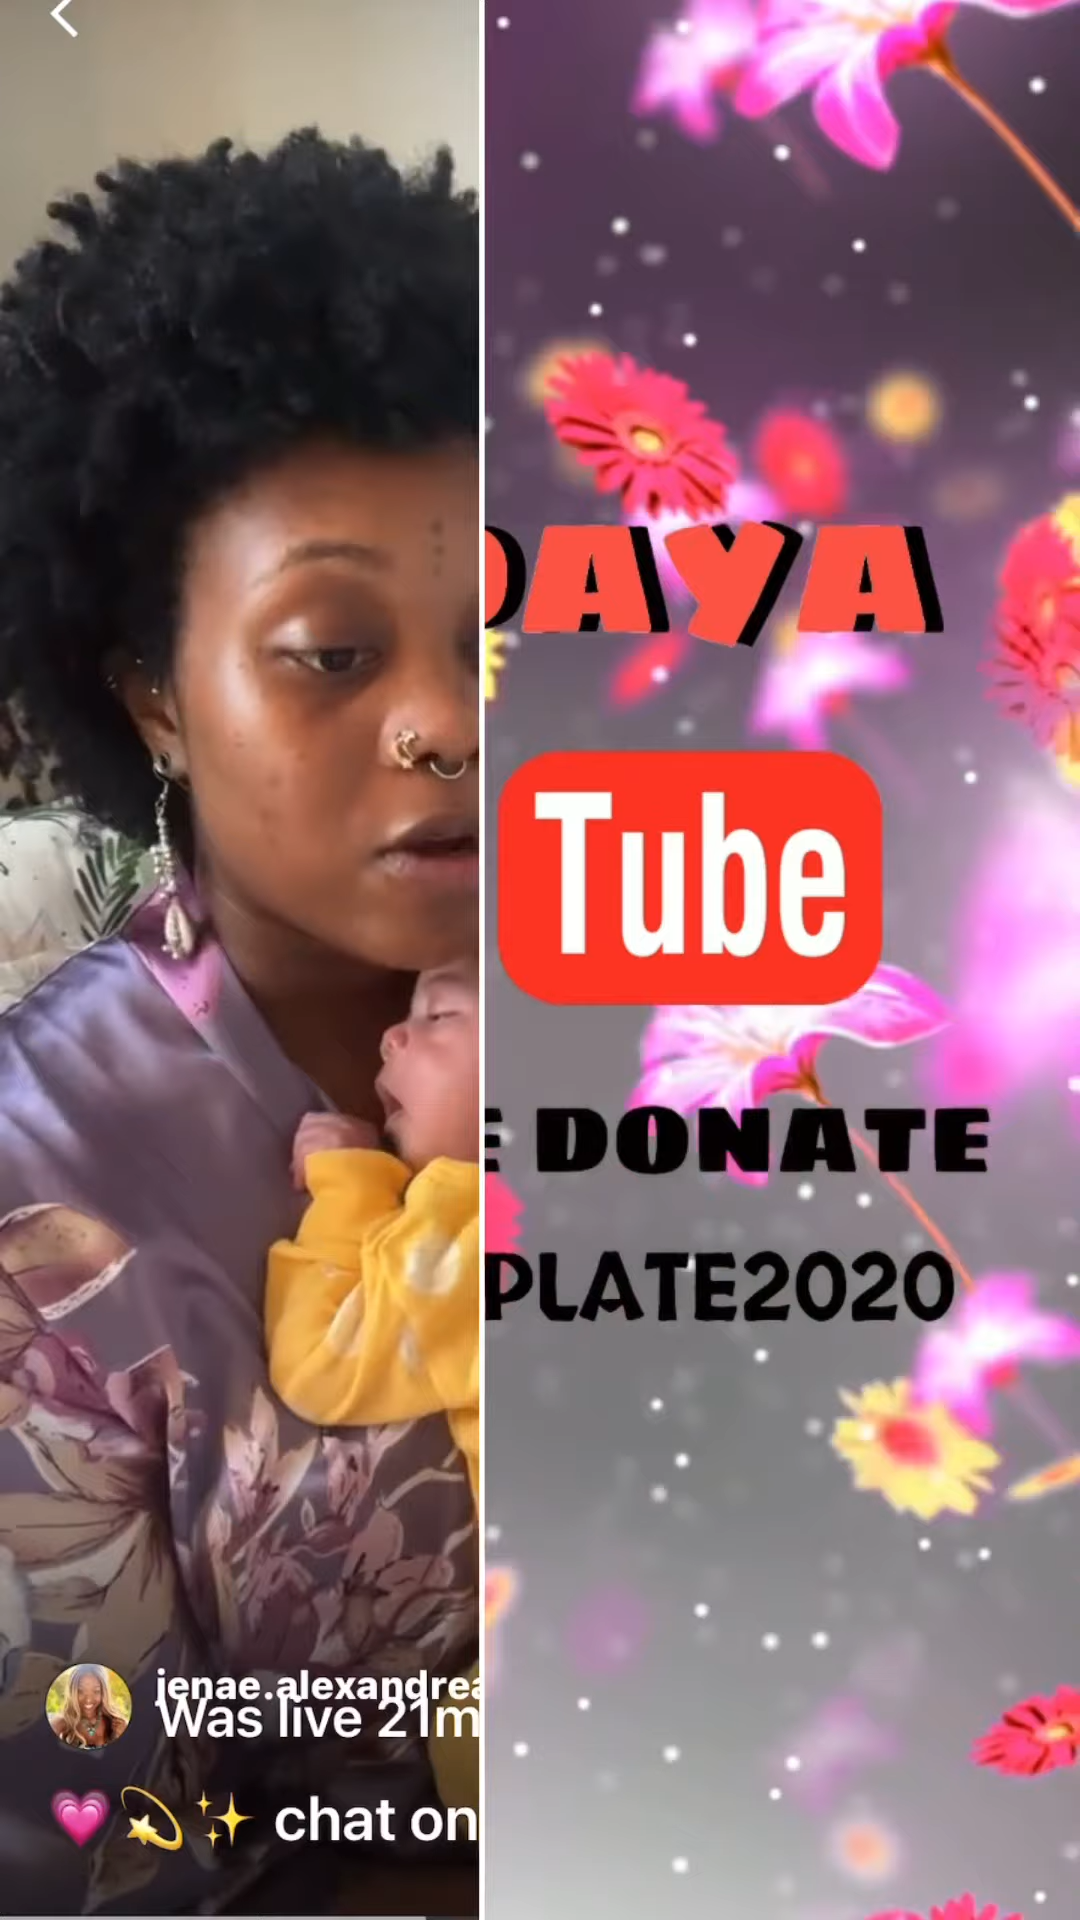 DAYA
Tube
E DONATE
PLATE2020
jenae.alexandrea
Was live 21m
chat on